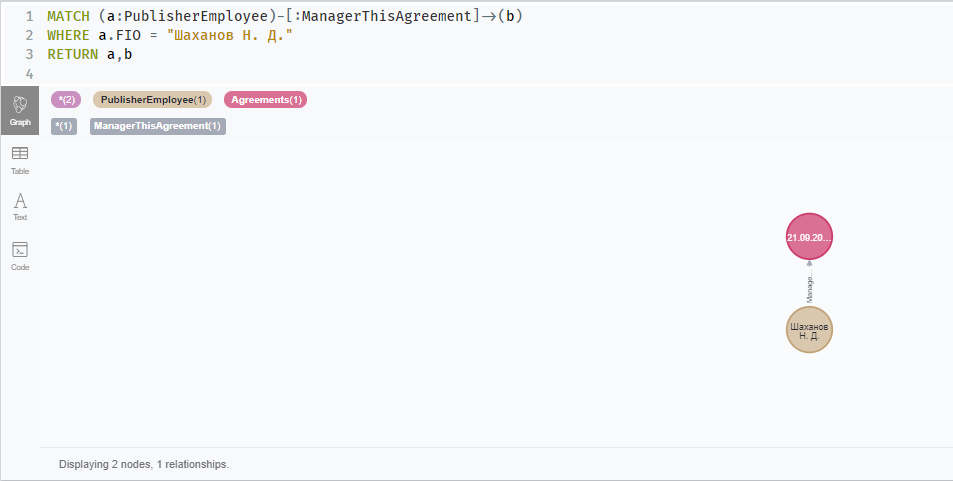 1 MATCH (a:PublisherEmployee)-[:ManagerThisAgreement]->(b)
2 WHERE a.FIO = "Шаханов Н. Д."
3 RETURN a,b
4
*(2) PublisherEmployee(1) Agreements(1)
*(1) ManagerThisAgreement(1)
Graph
Table
Text
Code
21.09.20...
Manage...
Шаханов
Н. Д.
Displaying 2 nodes, 1 relationships.